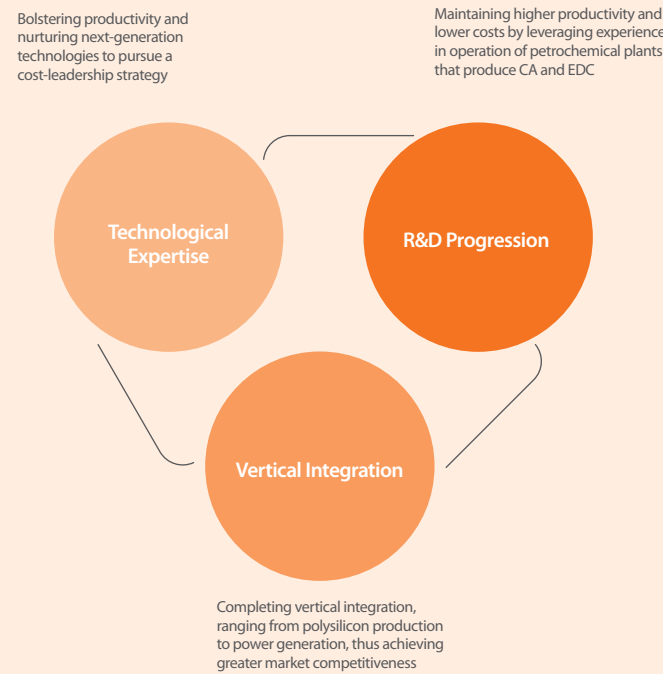 Bolstering productivity and
nurturing next-generation
technologies to pursue a
cost-leadership strategy
Maintaining higher productivity and
lower costs by leveraging experience
in operation of petrochemical plants
that produce CA and EDC
Technological
Expertise
R&D Progression
Vertical Integration
Completing vertical integration,
ranging from polysilicon production
to power generation, thus achieving
greater market competitiveness